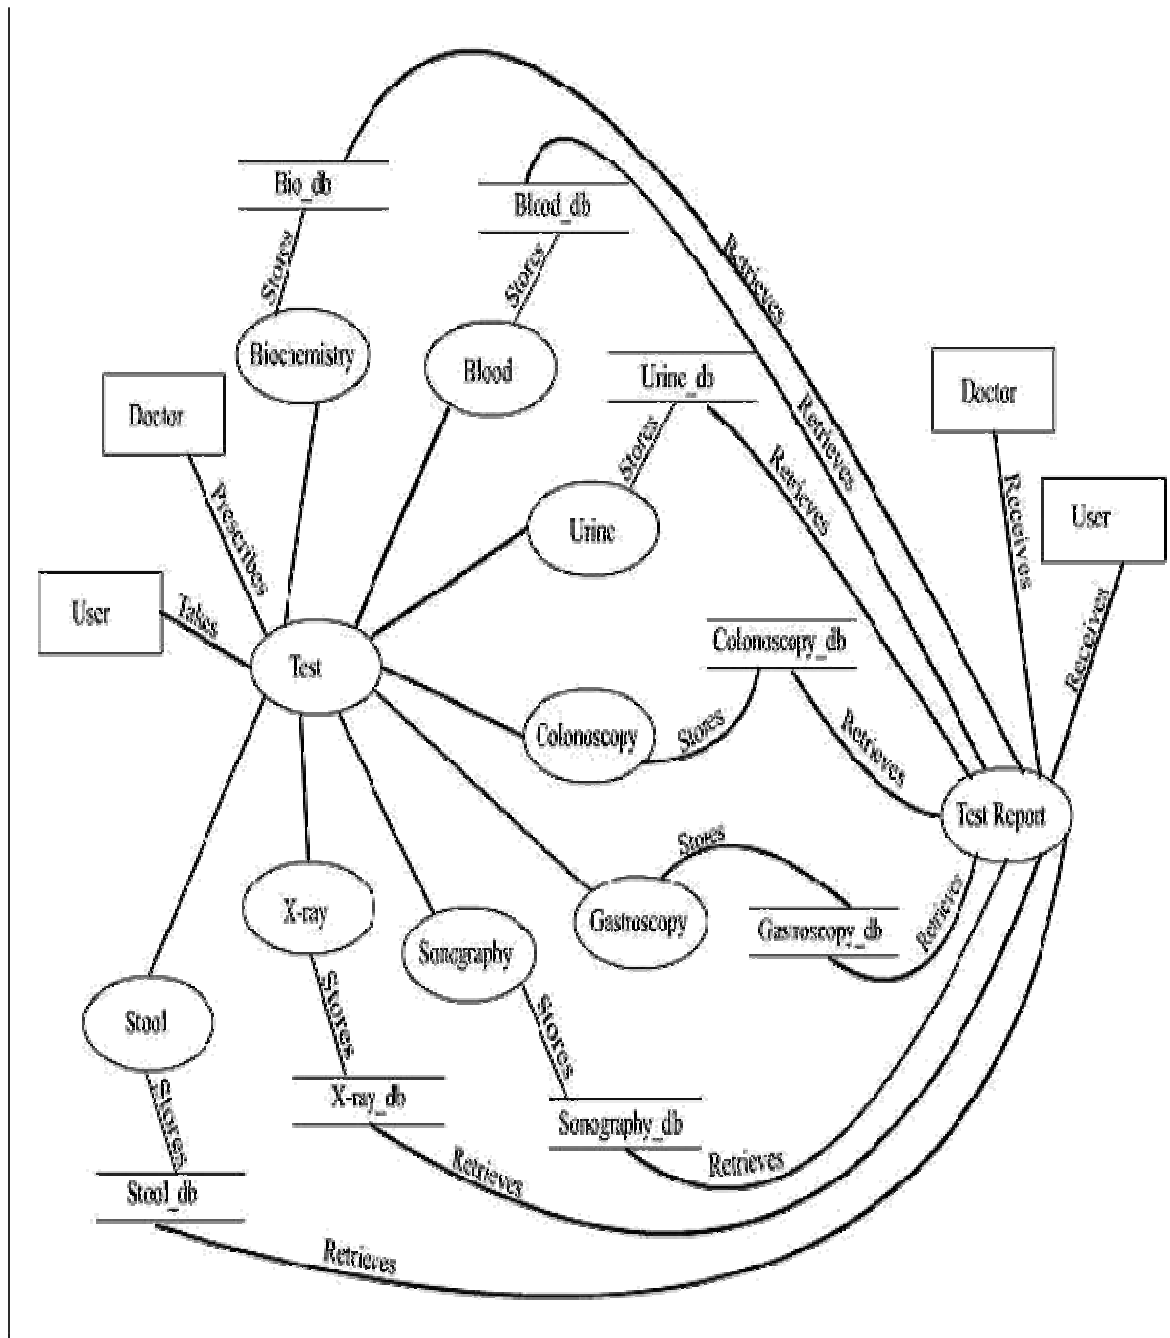 Bio_db
Blood_db
Stores
Stores
Retrieves
Biochemistry
Blood
Urine_db
Doctor
Doctor
Retrieves
Stores
Retrieves
Prescribes
Receives
User
Urine
User
Takes
Receives
Test
Colonoscopy_db
Colonoscopy
Stores
Retrieves
Test Report
Stores
X-ray
Gastroscopy
Gastroscopy_db
Retrieves
Sonography
Stool
Stores
Stores
Stores
X-ray_db
Sonography_db
Retrieves
Retrieves
Stool_db
Retrieves